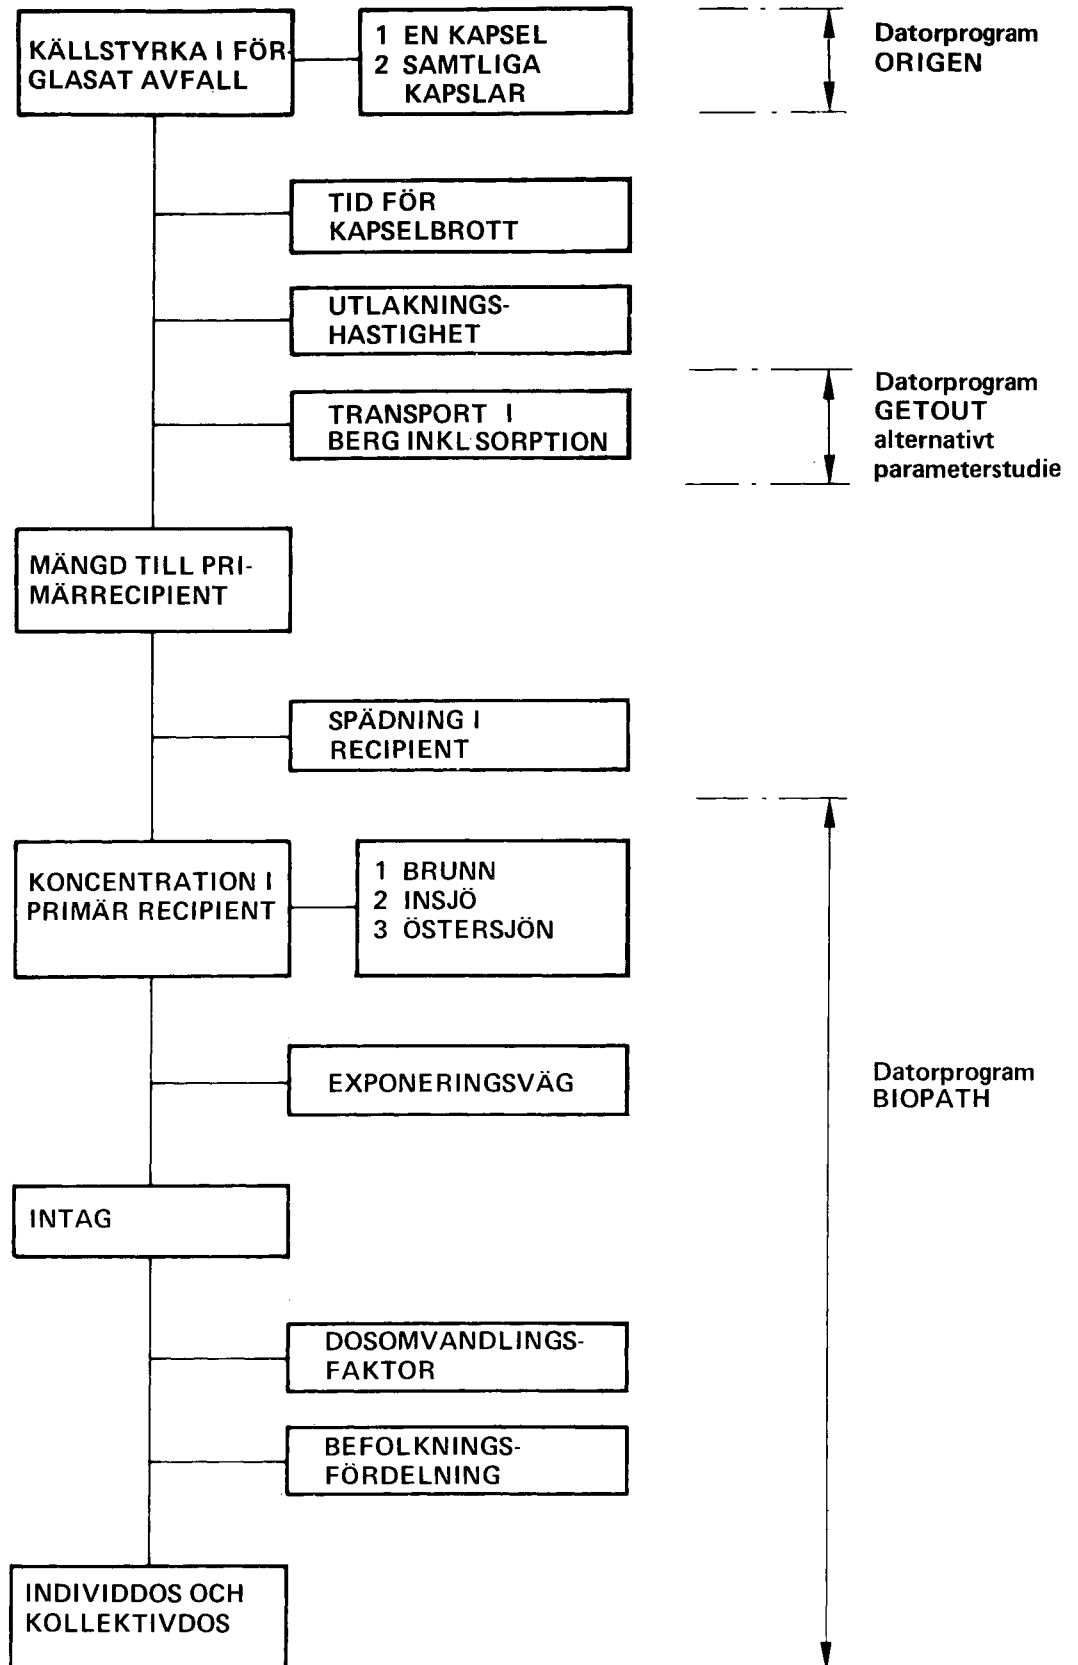 KÄLLSTYRKA I FÖR-
GLASAT AVFALL
1 EN KAPSEL
2 SAMTLIGA
KAPSLAR
Datorprogram
ORIGEN
TID FÖR
KAPSELBROTT
UTLAKNINGS-
HASTIGHET
TRANSPORT I
BERG INKL SORPTION
Datorprogram
GETOUT
alternativt
parameterstudie
MÄNGD TILL PRI-
MÄRRECIPIENT
SPÄDNING I
RECIPIENT
KONCENTRATION I
PRIMÄR RECIPIENT
1 BRUNN
2 INSJÖ
3 ÖSTERSJÖN
EXPONERINGSVÄG
Datorprogram
BIOPATH
INTAG
DOSOMVANDLINGS-
FAKTOR
BEFOLKNINGS-
FÖRDELNING
INDIVIDDOS OCH
KOLLEKTIVDOS